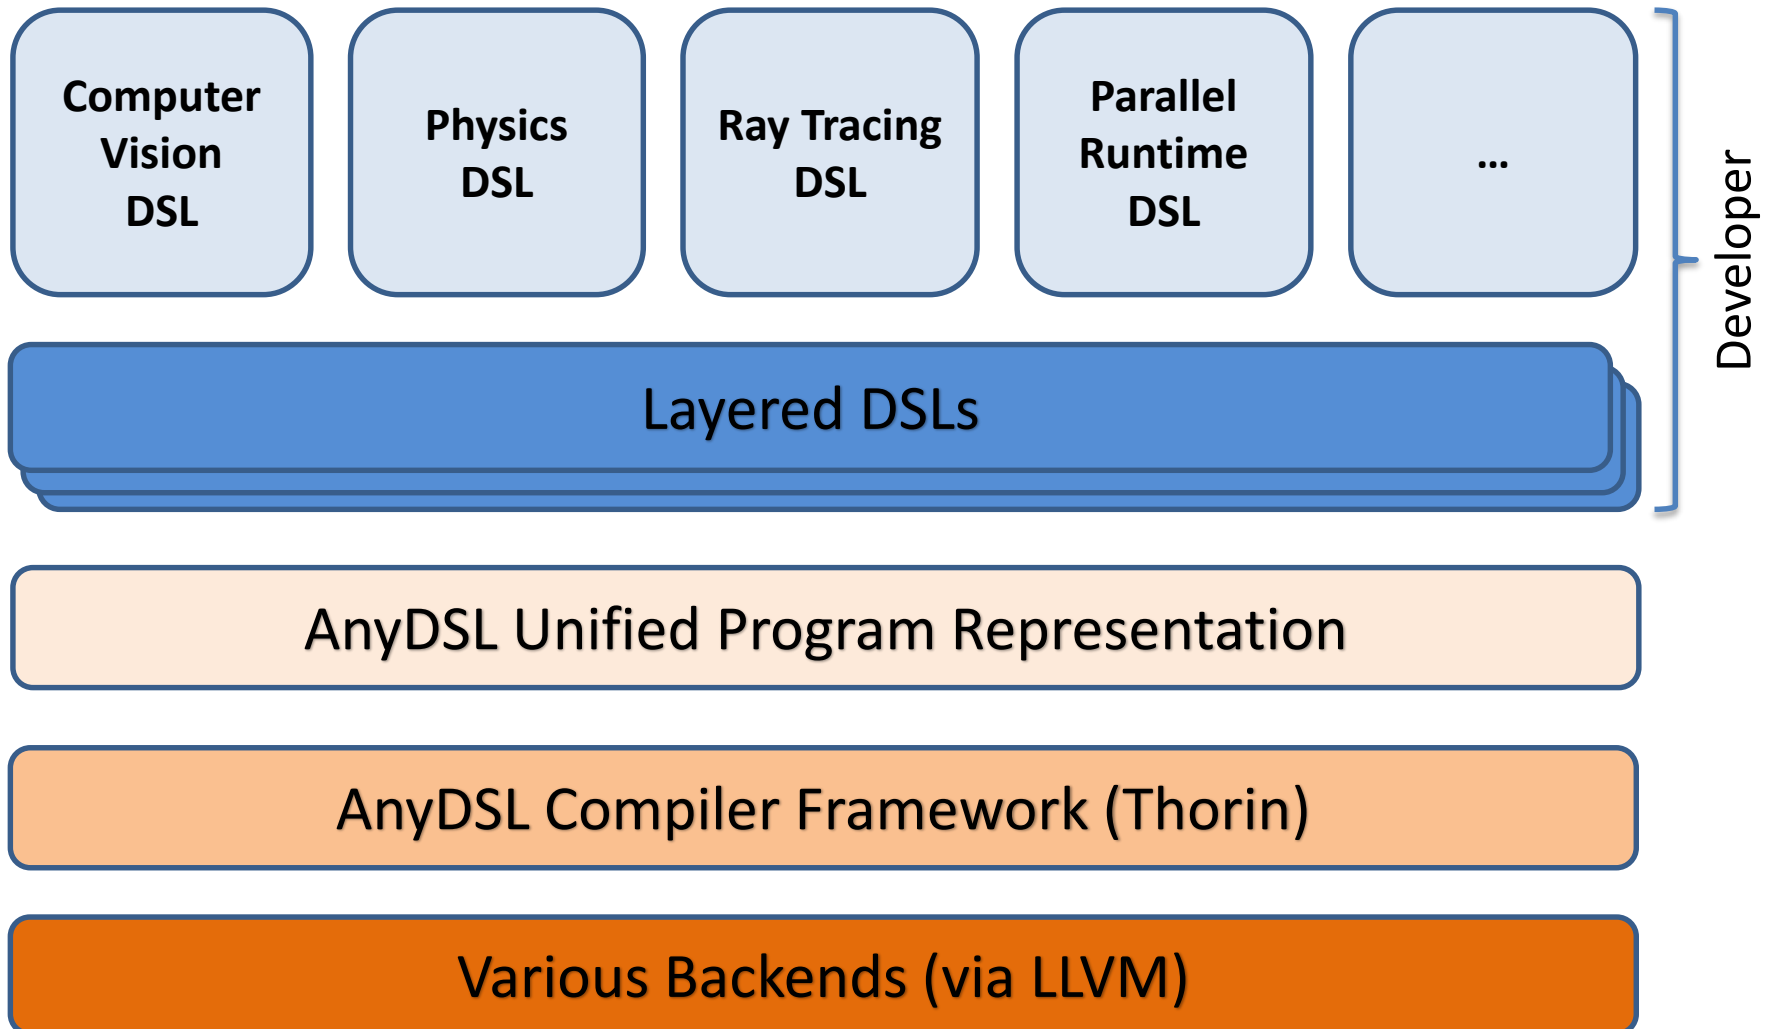 Computer
Vision
DSL
Physics
DSL
Ray Tracing
DSL
Parallel
Runtime
DSL
...
Developer
Layered DSLs
AnyDSL Unified Program Representation
AnyDSL Compiler Framework (Thorin)
Various Backends (via LLVM)